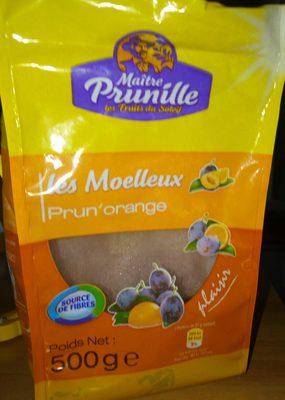 Maître
Prunille
les Fruits du Soleil
Les Moelleux
Prun'orange
plaisir
SOURCE
DE FIBRES
Poids Net :
500g e